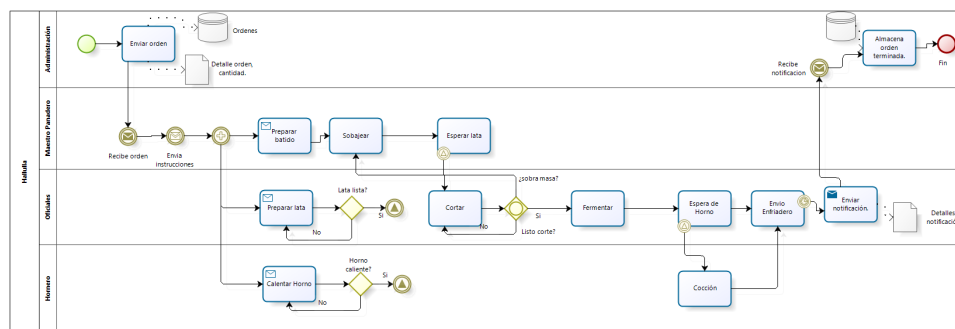 Hallulla
Administración
Enviar orden
Ordenes
Detalle orden,
cantidad.
Recibe
notificacion
Almacena
orden
terminada.
Fin
Maestro Panadero
Recibe orden
Envia
instrucciones
Preparar
batido
Sobajear
Esperar lata
Oficiales
Preparar lata
Lata lista?
Si
No
Cortar
¿sobra masa?
No
Si
Listo corte?
Fermentar
Espera de
Horno
Envio
Enfriadero
Enviar
notificación.
Detalles
notificació
Hornero
Calentar Horno
Horno
caliente?
Si
No
Cocción